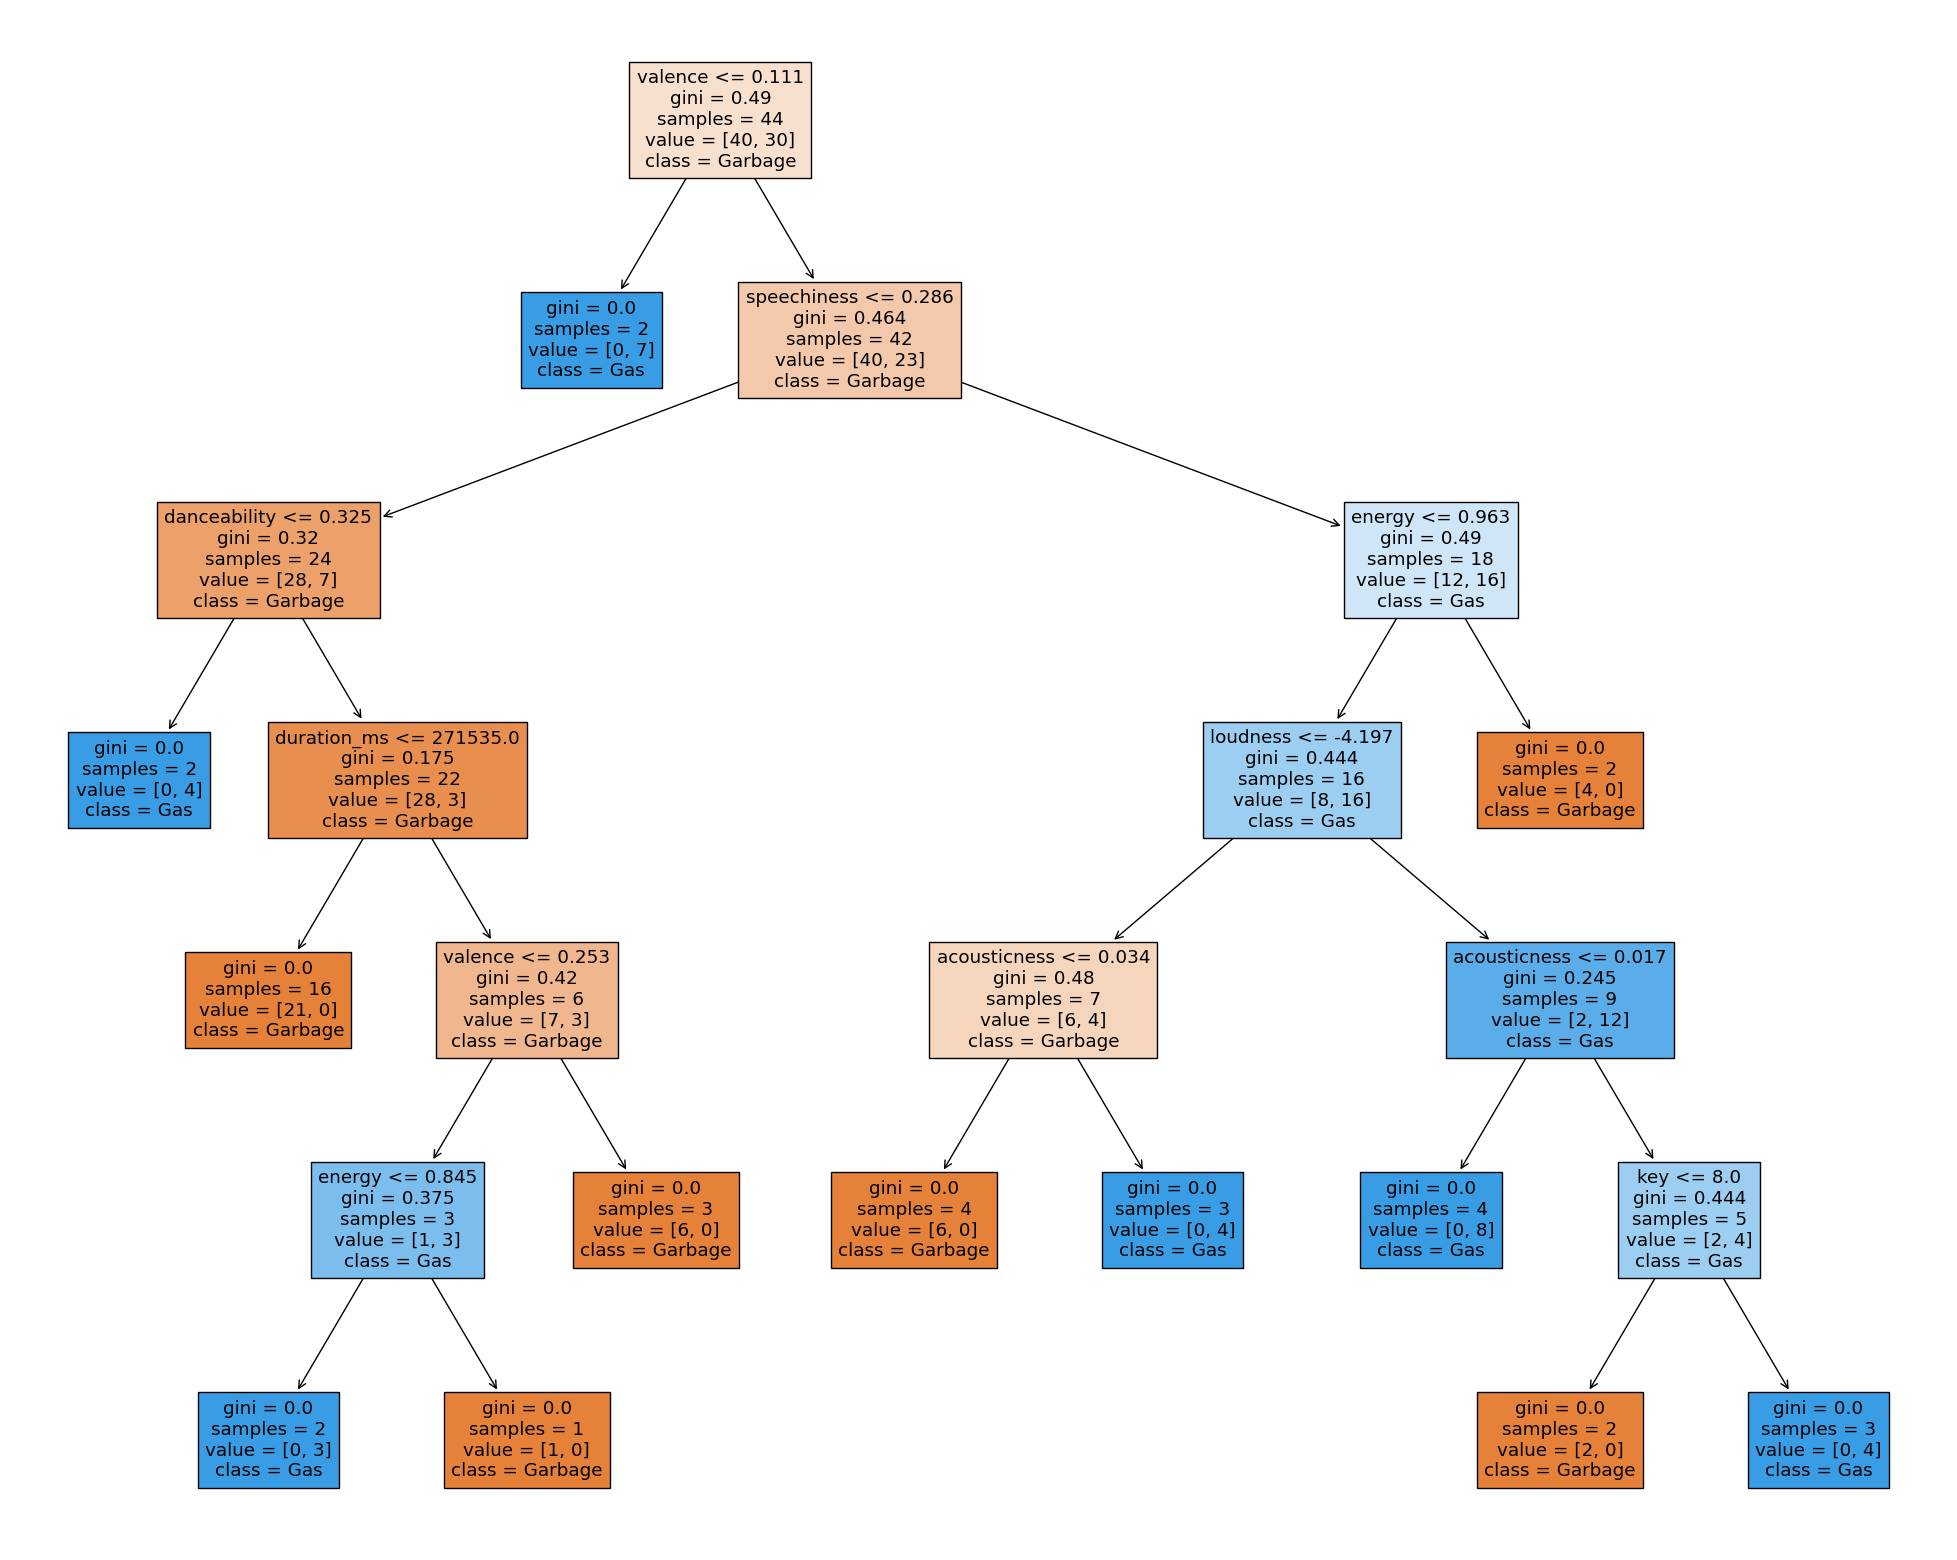 valence <= 0.111
gini = 0.49
samples = 44
value = [40, 30]
class = Garbage
gini = 0.0
samples = 2
value = [0, 7]
class = Gas
speechiness <= 0.286
gini = 0.464
samples = 42
value = [40, 23]
class = Garbage
danceability <= 0.325
gini = 0.32
samples = 24
value = [28, 7]
class = Garbage
energy <= 0.963
gini = 0.49
samples = 18
value = [12, 16]
class = Gas
gini = 0.0
samples = 2
value = [0, 4]
class = Gas
duration_ms <= 271535.0
gini = 0.175
samples = 22
value = [28, 3]
class = Garbage
loudness <= -4.197
gini = 0.444
samples = 16
value = [8, 16]
class = Gas
gini = 0.0
samples = 2
value = [4, 0]
class = Garbage
gini = 0.0
samples = 16
value = [21, 0]
class = Garbage
valence <= 0.253
gini = 0.42
samples = 6
value = [7, 3]
class = Garbage
acousticness <= 0.034
gini = 0.48
samples = 7
value = [6, 4]
class = Garbage
acousticness <= 0.017
gini = 0.245
samples = 9
value = [2, 12]
class = Gas
energy <= 0.845
gini = 0.375
samples = 3
value = [1, 3]
class = Gas
gini = 0.0
samples = 3
value = [6, 0]
class = Garbage
gini = 0.0
samples = 4
value = [6, 0]
class = Garbage
gini = 0.0
samples = 3
value = [0, 4]
class = Gas
gini = 0.0
samples = 4
value = [0, 8]
class = Gas
key <= 8.0
gini = 0.444
samples = 5
value = [2, 4]
class = Gas
gini = 0.0
samples = 2
value = [0, 3]
class = Gas
gini = 0.0
samples = 1
value = [1, 0]
class = Garbage
gini = 0.0
samples = 2
value = [2, 0]
class = Garbage
gini = 0.0
samples = 3
value = [0, 4]
class = Gas